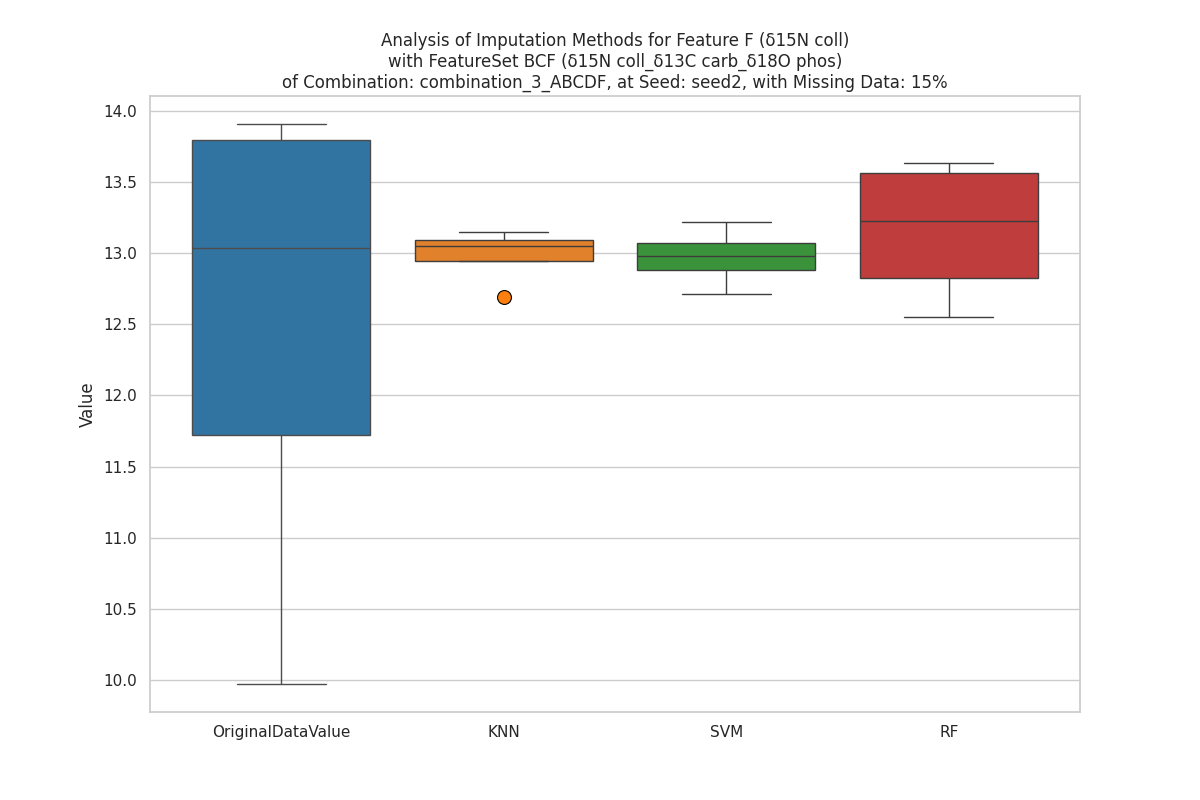 Analysis of Imputation Methods for Feature F (δ15N coll)
with FeatureSet BCF (δ15N coll_δ13C carb_δ18O phos)
of Combination: combination_3_ABCDF, at Seed: seed2, with Missing Data: 15%
14.0
13.5
13.0
12.5
12.0
11.5
11.0
10.5
10.0
Value
OriginalDataValue KNN SVM RF